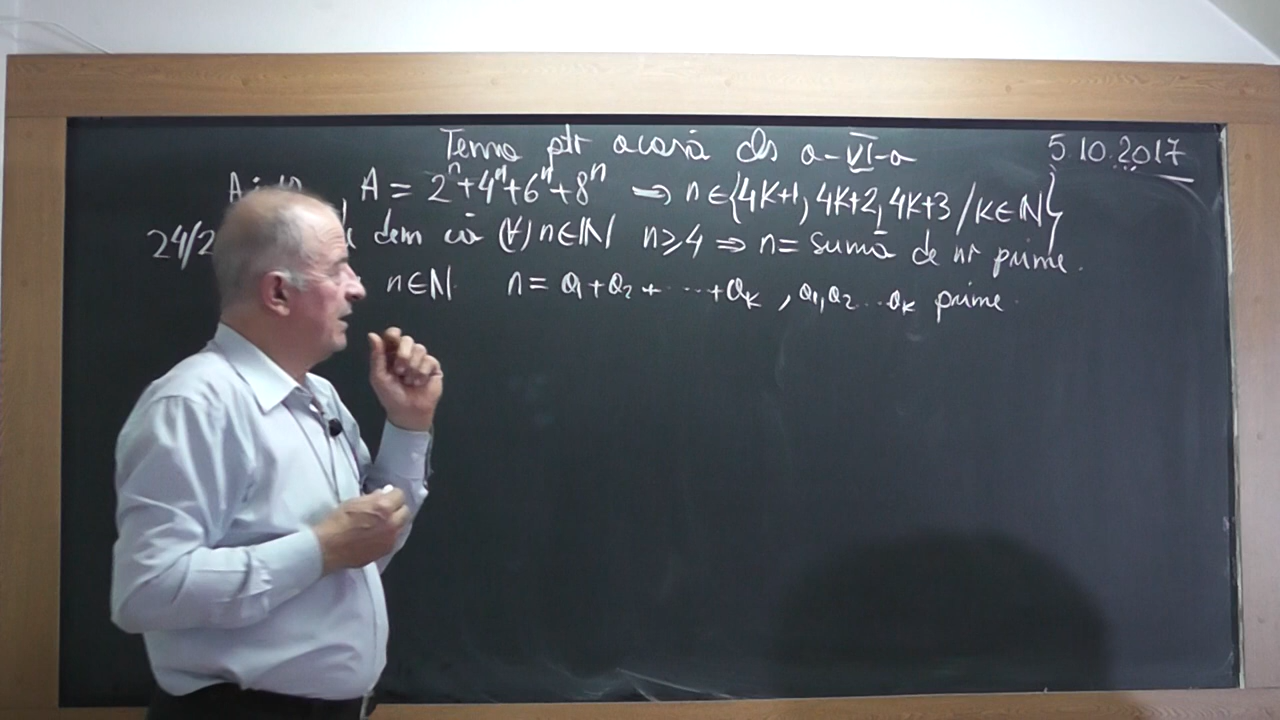 Tema ptr acasă cls a-VI-a 5.10.2017
A = 2ⁿ+4ⁿ+6ⁿ+8ⁿ → n∈{4K+1, 4K+2, 4K+3 / K∈N}
24/2 dem că (∀) n∈N n≥4 ⇒ n = sumă de nr prime.
n∈N n = a₁+a₂+ ... +aₖ , a₁,a₂...aₖ prime.